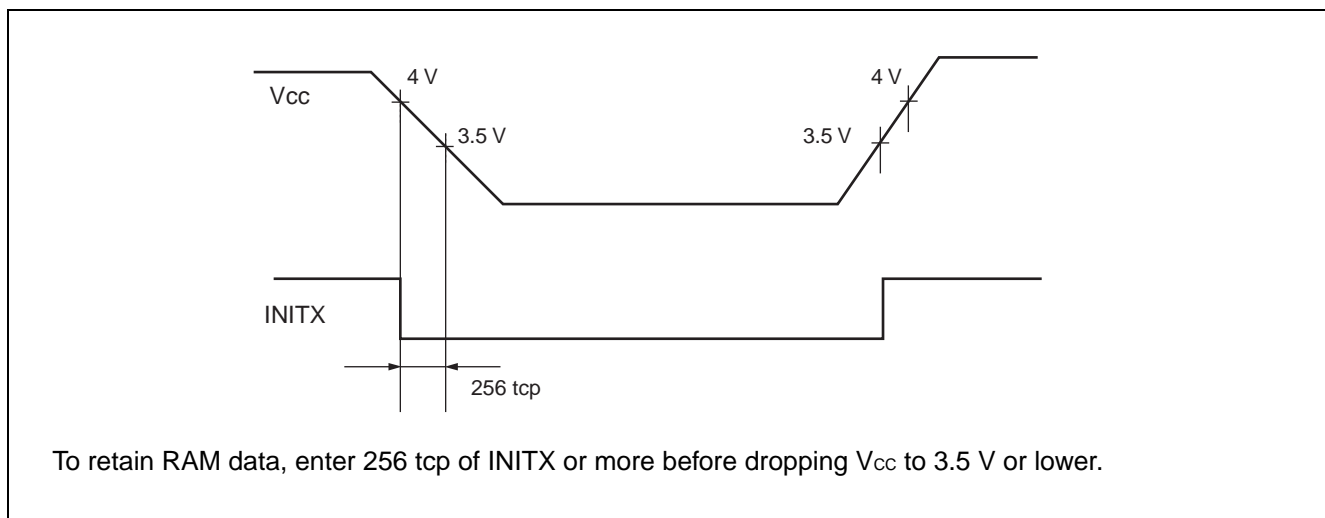 4 V
4 V
Vcc
3.5 V
3.5 V
INITX
256 tcp
To retain RAM data, enter 256 tcp of INITX or more before dropping Vcc to 3.5 V or lower.